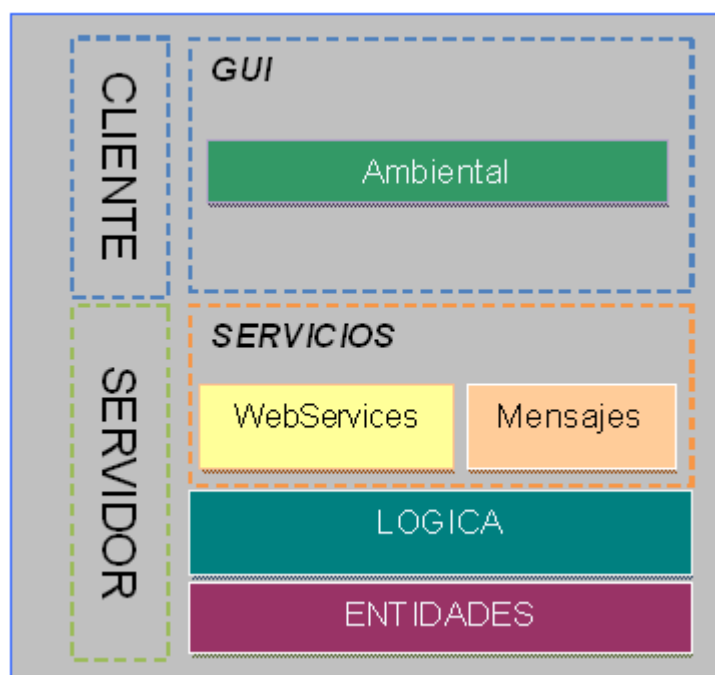 CLIENTE
GUI
Ambiental
SERVIDOR
SERVICIOS
WebServices
Mensajes
LOGICA
ENTIDADES